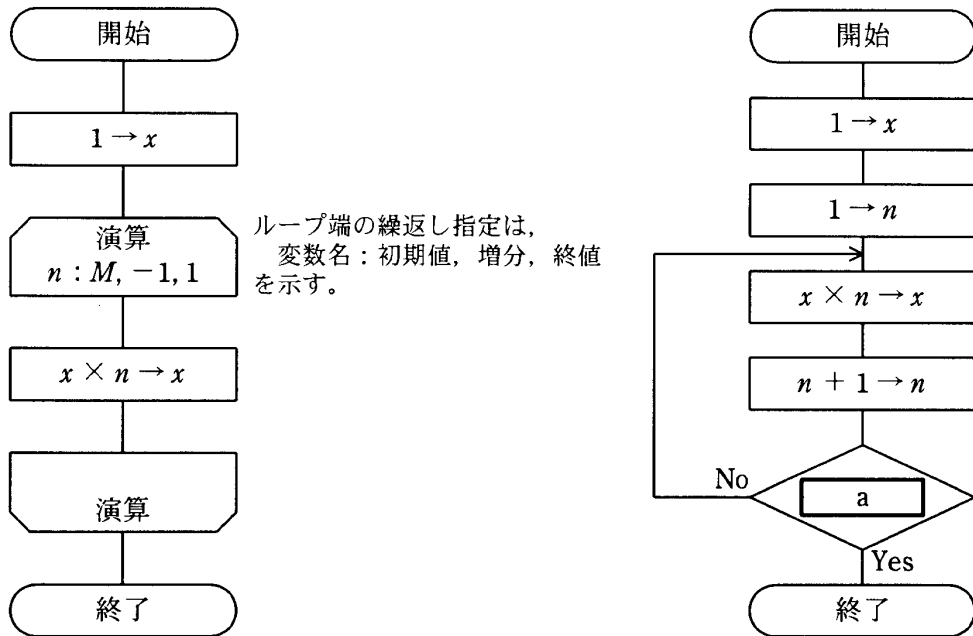 開始
1 → x
演算
n : M, −1, 1
x × n → x
演算
終了
ループ端の繰返し指定は，
変数名：初期値，増分，終値
を示す。
開始
1 → x
1 → n
x × n → x
n + 1 → n
No
a
Yes
終了